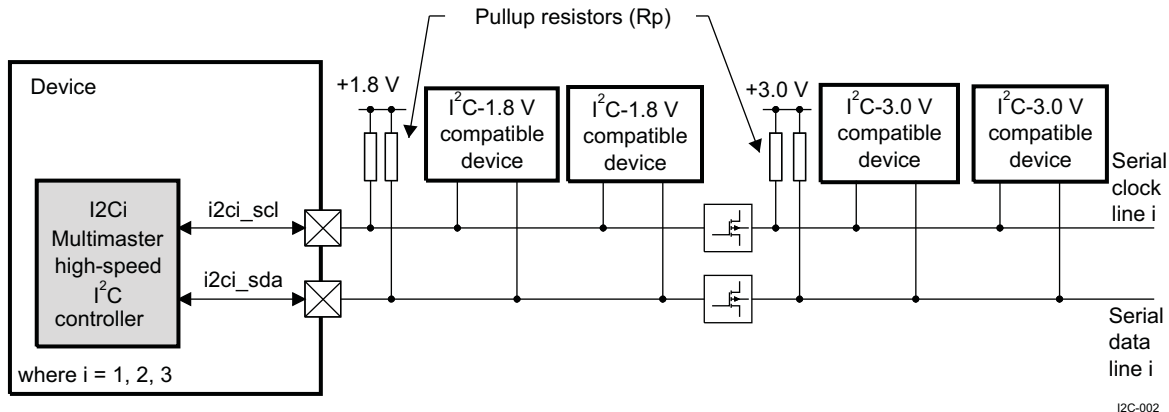 Pullup resistors (Rp)
Device
+1.8 V
I²C-1.8 V
compatible
device
I²C-1.8 V
compatible
device
+3.0 V
I²C-3.0 V
compatible
device
I²C-3.0 V
compatible
device
Serial
clock
line i
I2Ci
Multimaster
high-speed
I²C
controller
i2ci_scl
i2ci_sda
Serial
data
line i
where i = 1, 2, 3
I2C-002